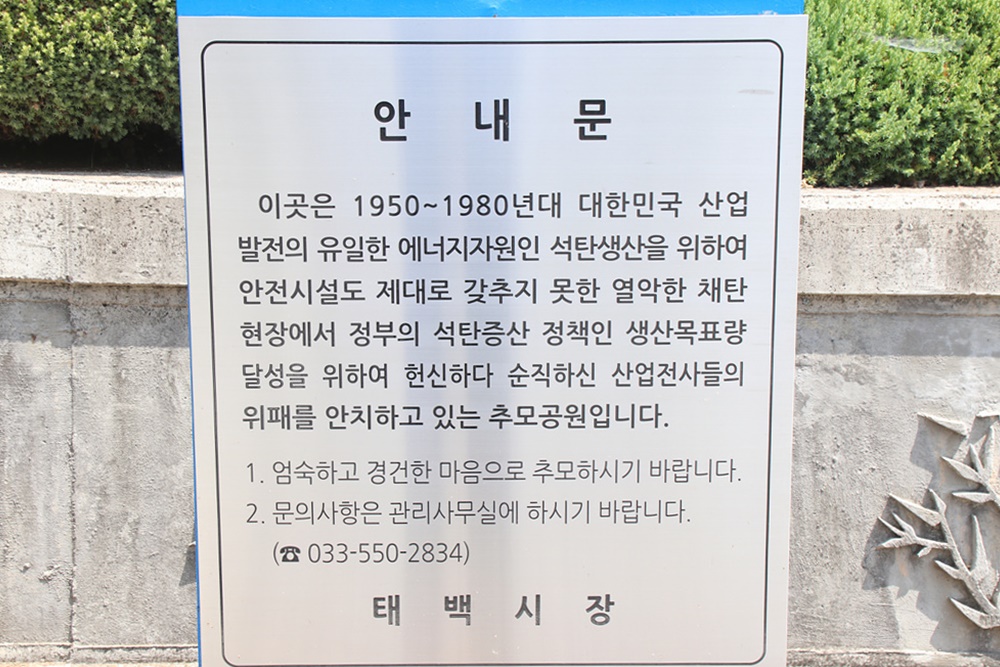 안 내 문
이곳은 1950~1980년대 대한민국 산업
발전의 유일한 에너지자원인 석탄생산을 위하여
안전시설도 제대로 갖추지 못한 열악한 채탄
현장에서 정부의 석탄증산 정책인 생산목표량
달성을 위하여 헌신하다 순직하신 산업전사들의
위패를 안치하고 있는 추모공원입니다.
1. 엄숙하고 경건한 마음으로 추모하시기 바랍니다.
2. 문의사항은 관리사무실에 하시기 바랍니다.
(☎ 033-550-2834)
태 백 시 장